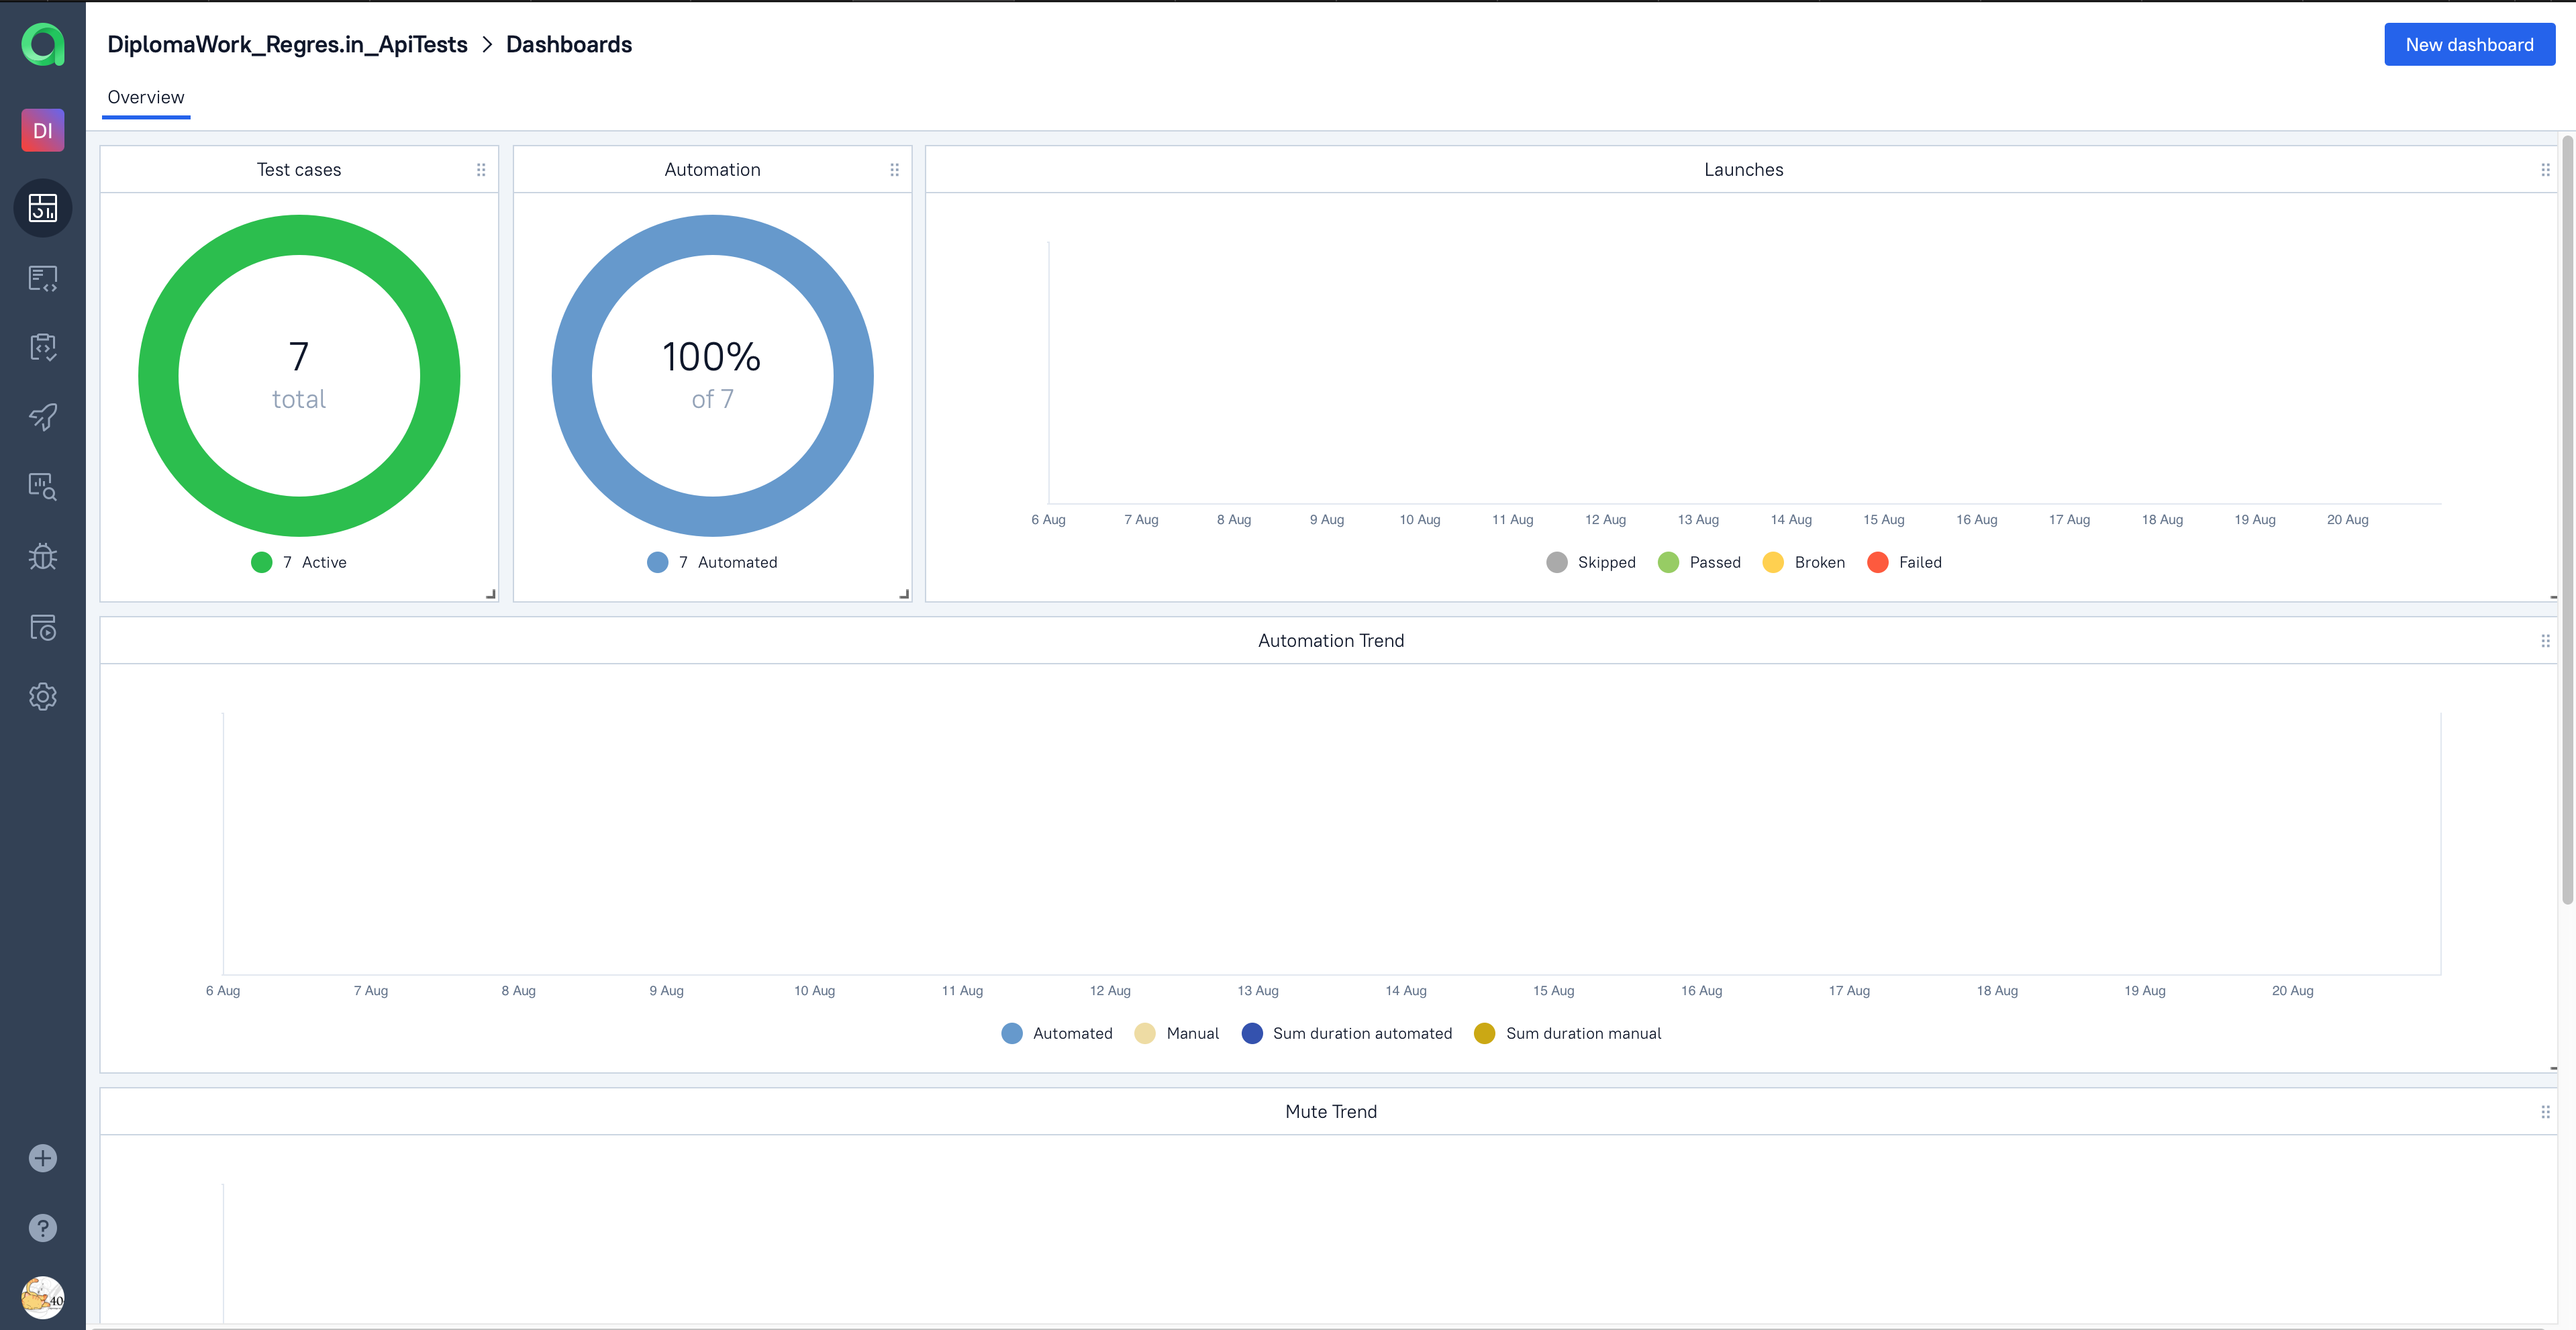 DiplomaWork_Regres.in_ApiTests > Dashboards
New dashboard
Overview
DI
Test cases
7
total
7 Active
Automation
100%
of 7
7 Automated
Launches
6 Aug 7 Aug 8 Aug 9 Aug 10 Aug 11 Aug 12 Aug 13 Aug 14 Aug 15 Aug 16 Aug 17 Aug 18 Aug 19 Aug 20 Aug
Skipped Passed Broken Failed
Automation Trend
6 Aug 7 Aug 8 Aug 9 Aug 10 Aug 11 Aug 12 Aug 13 Aug 14 Aug 15 Aug 16 Aug 17 Aug 18 Aug 19 Aug 20 Aug
Automated Manual Sum duration automated Sum duration manual
Mute Trend
40